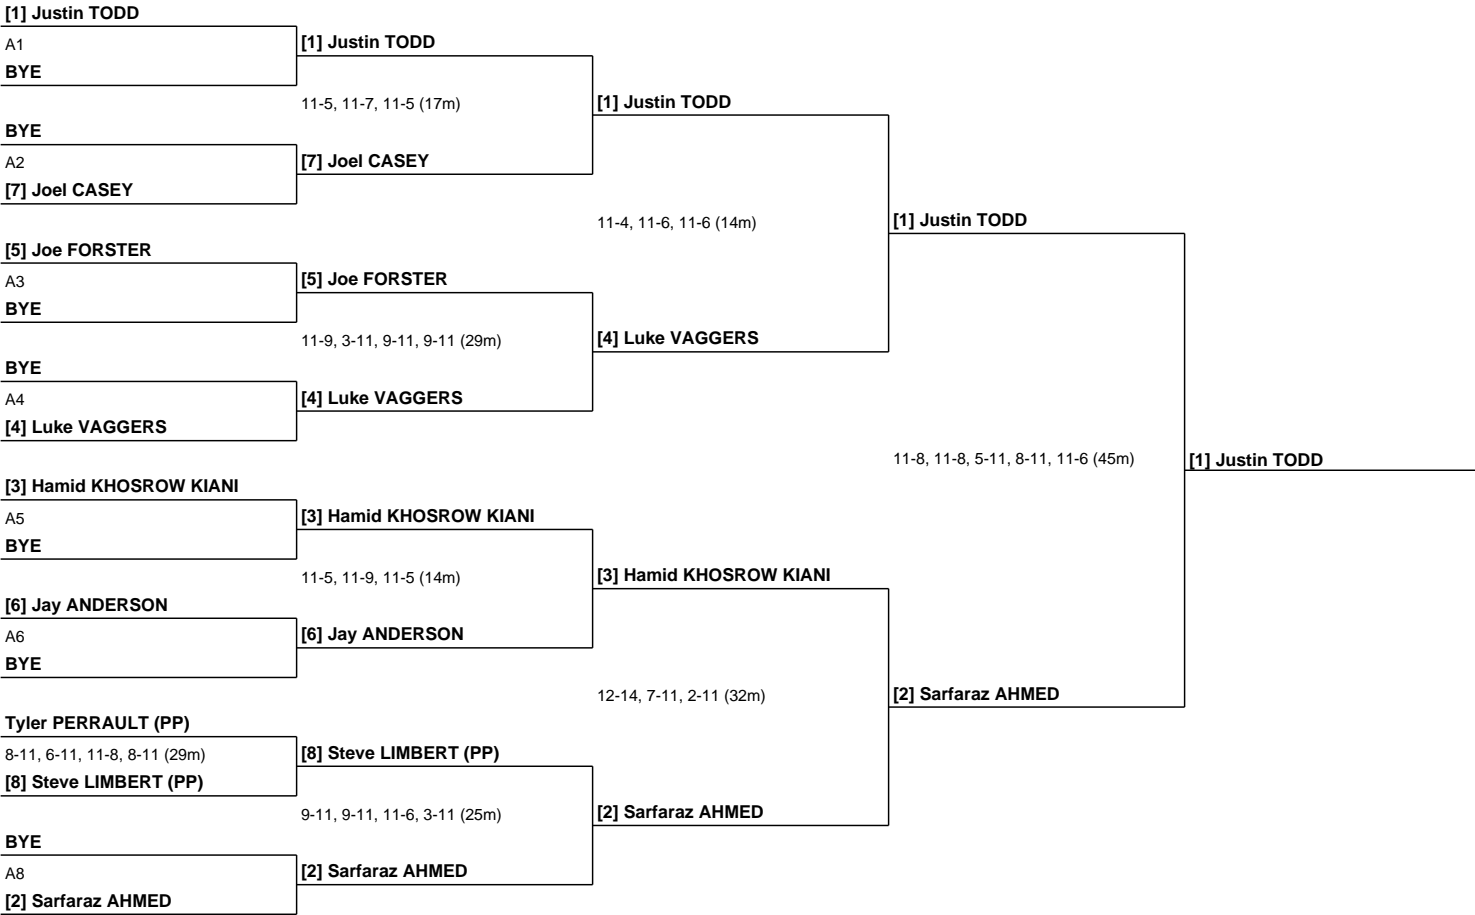 [1] Justin TODD
A1
BYE
BYE
A2
[7] Joel CASEY
[5] Joe FORSTER
A3
BYE
BYE
A4
[4] Luke VAGGERS
[3] Hamid KHOSROW KIANI
A5
BYE
[6] Jay ANDERSON
A6
BYE
Tyler PERRAULT (PP)
8-11, 6-11, 11-8, 8-11 (29m)
[8] Steve LIMBERT (PP)
BYE
A8
[2] Sarfaraz AHMED
[1] Justin TODD
11-5, 11-7, 11-5 (17m)
[7] Joel CASEY
[5] Joe FORSTER
11-9, 3-11, 9-11, 9-11 (29m)
[4] Luke VAGGERS
[3] Hamid KHOSROW KIANI
11-5, 11-9, 11-5 (14m)
[6] Jay ANDERSON
[8] Steve LIMBERT (PP)
9-11, 9-11, 11-6, 3-11 (25m)
[2] Sarfaraz AHMED
[1] Justin TODD
11-4, 11-6, 11-6 (14m)
[4] Luke VAGGERS
[3] Hamid KHOSROW KIANI
12-14, 7-11, 2-11 (32m)
[2] Sarfaraz AHMED
[1] Justin TODD
11-8, 11-8, 5-11, 8-11, 11-6 (45m)
[2] Sarfaraz AHMED
[1] Justin TODD